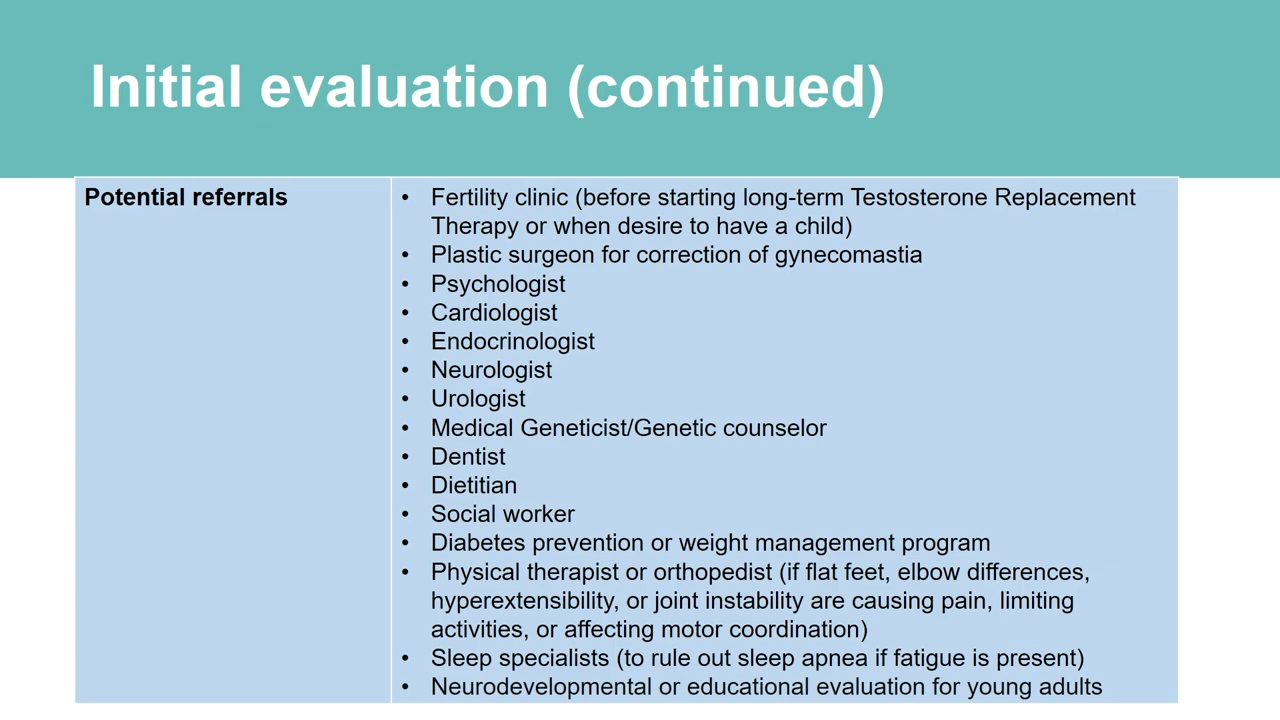 Initial evaluation (continued)
Potential referrals
• Fertility clinic (before starting long-term Testosterone Replacement
Therapy or when desire to have a child)
• Plastic surgeon for correction of gynecomastia
• Psychologist
• Cardiologist
• Endocrinologist
• Neurologist
• Urologist
• Medical Geneticist/Genetic counselor
• Dentist
• Dietitian
• Social worker
• Diabetes prevention or weight management program
• Physical therapist or orthopedist (if flat feet, elbow differences,
hyperextensibility, or joint instability are causing pain, limiting
activities, or affecting motor coordination)
• Sleep specialists (to rule out sleep apnea if fatigue is present)
• Neurodevelopmental or educational evaluation for young adults